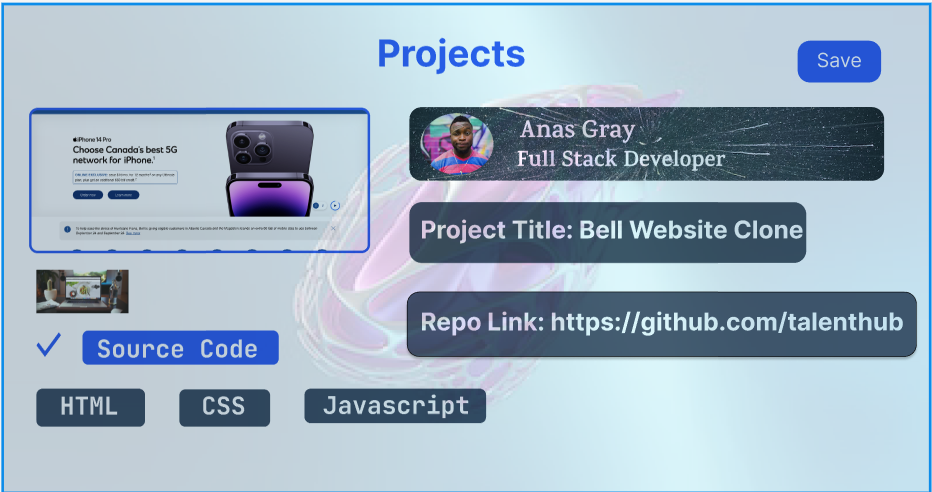 Projects
Save
iPhone 14 Pro
Choose Canada's best 5G
network for iPhone.
Anas Gray
Full Stack Developer
Project Title: Bell Website Clone
Repo Link: https://github.com/talenthub
Source Code
HTML
CSS
Javascript